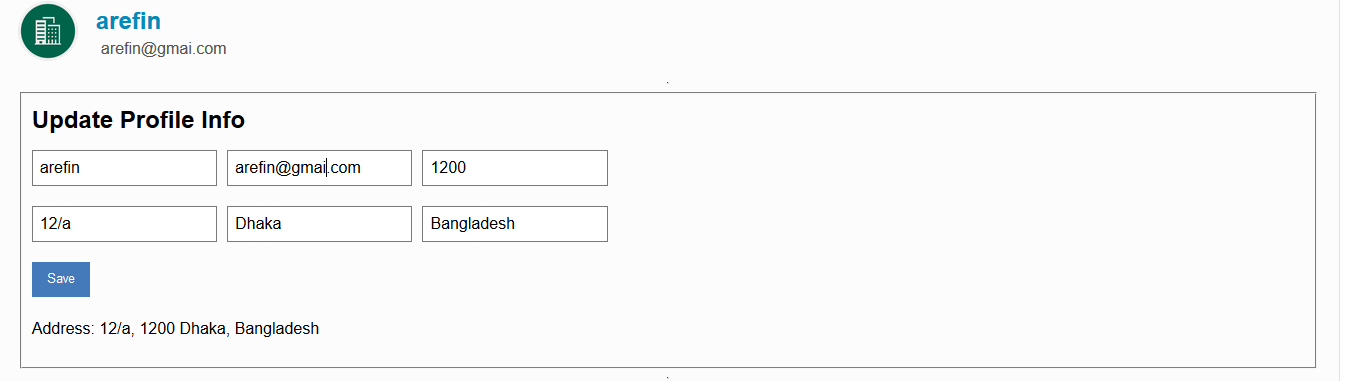 arefin
arefin@gmai.com
Update Profile Info
arefin arefin@gmai.com 1200
12/a Dhaka Bangladesh
Save
Address: 12/a, 1200 Dhaka, Bangladesh